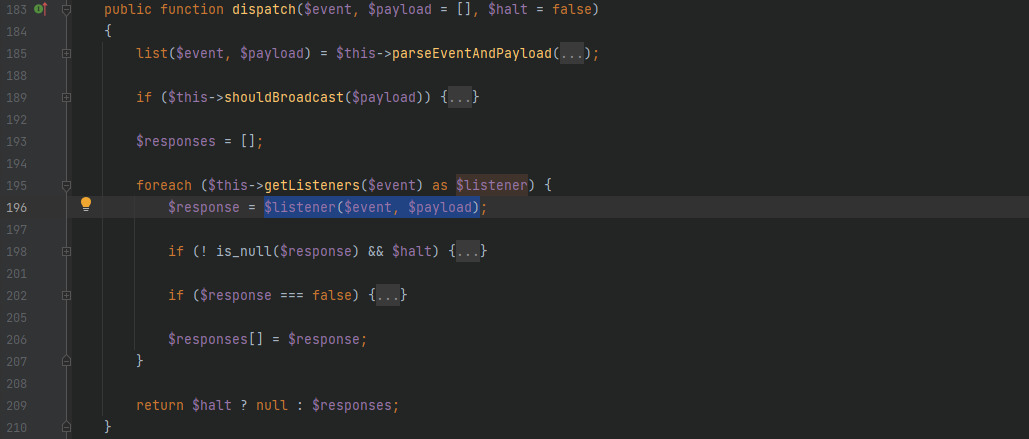 183 public function dispatch($event, $payload = [], $halt = false)
184 {
185 list($event, $payload) = $this->parseEventAndPayload(...);
188
189 if ($this->shouldBroadcast($payload)) {...}
192
193 $responses = [];
194
195 foreach ($this->getListeners($event) as $listener) {
196 $response = $listener($event, $payload);
197
198 if (! is_null($response) && $halt) {...}
201
202 if ($response === false) {...}
205
206 $responses[] = $response;
207 }
208
209 return $halt ? null : $responses;
210 }